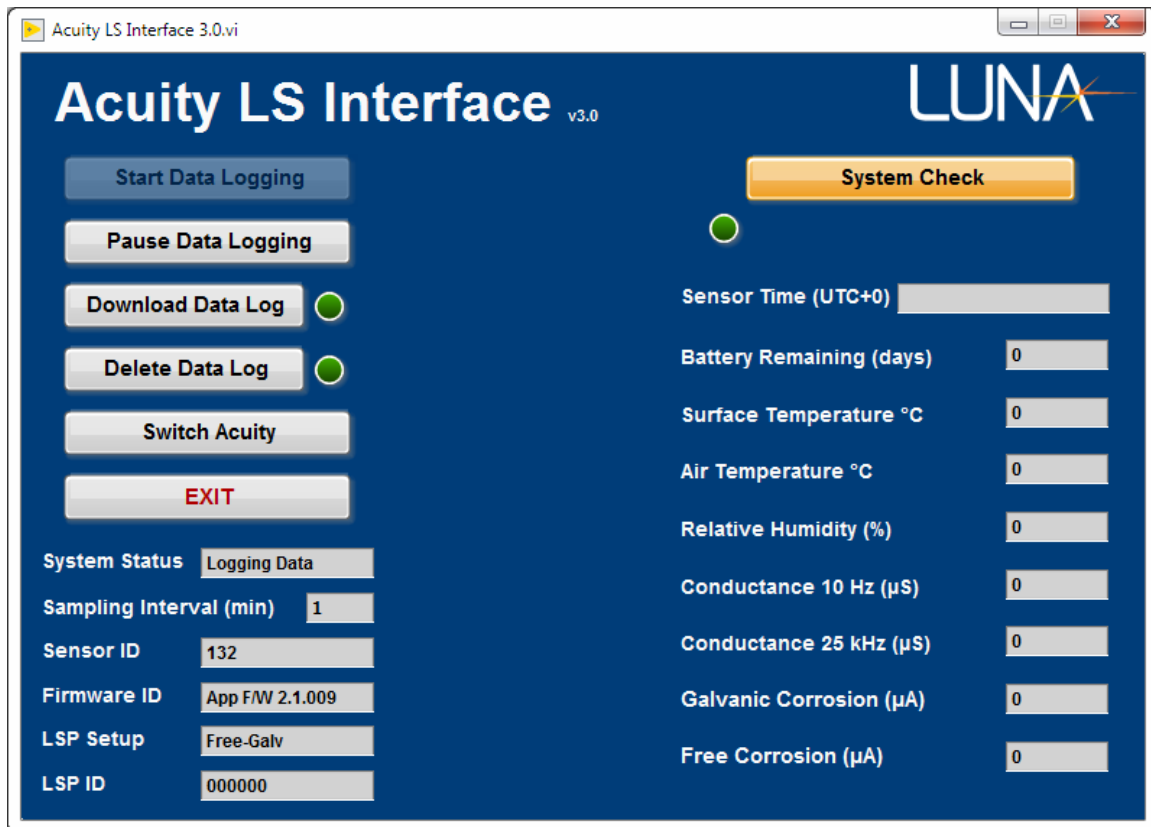 Acuity LS Interface 3.0.vi
Acuity LS Interface v3.0
LUNA
Start Data Logging
Pause Data Logging
Download Data Log
Delete Data Log
Switch Acuity
EXIT
System Status Logging Data
Sampling Interval (min) 1
Sensor ID 132
Firmware ID App F/W 2.1.009
LSP Setup Free-Galv
LSP ID 000000
System Check
Sensor Time (UTC+0)
Battery Remaining (days) 0
Surface Temperature °C 0
Air Temperature °C 0
Relative Humidity (%) 0
Conductance 10 Hz (µS) 0
Conductance 25 kHz (µS) 0
Galvanic Corrosion (µA) 0
Free Corrosion (µA) 0